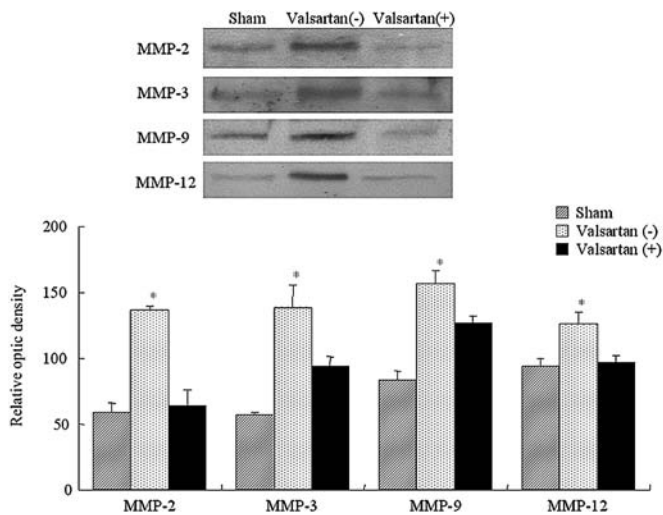 Sham Valsartan(-) Valsartan(+)
MMP-2
MMP-3
MMP-9
MMP-12
Sham
Valsartan (-)
Valsartan (+)
Relative optic density
200
150
100
50
0
*
*
*
*
MMP-2 MMP-3 MMP-9 MMP-12